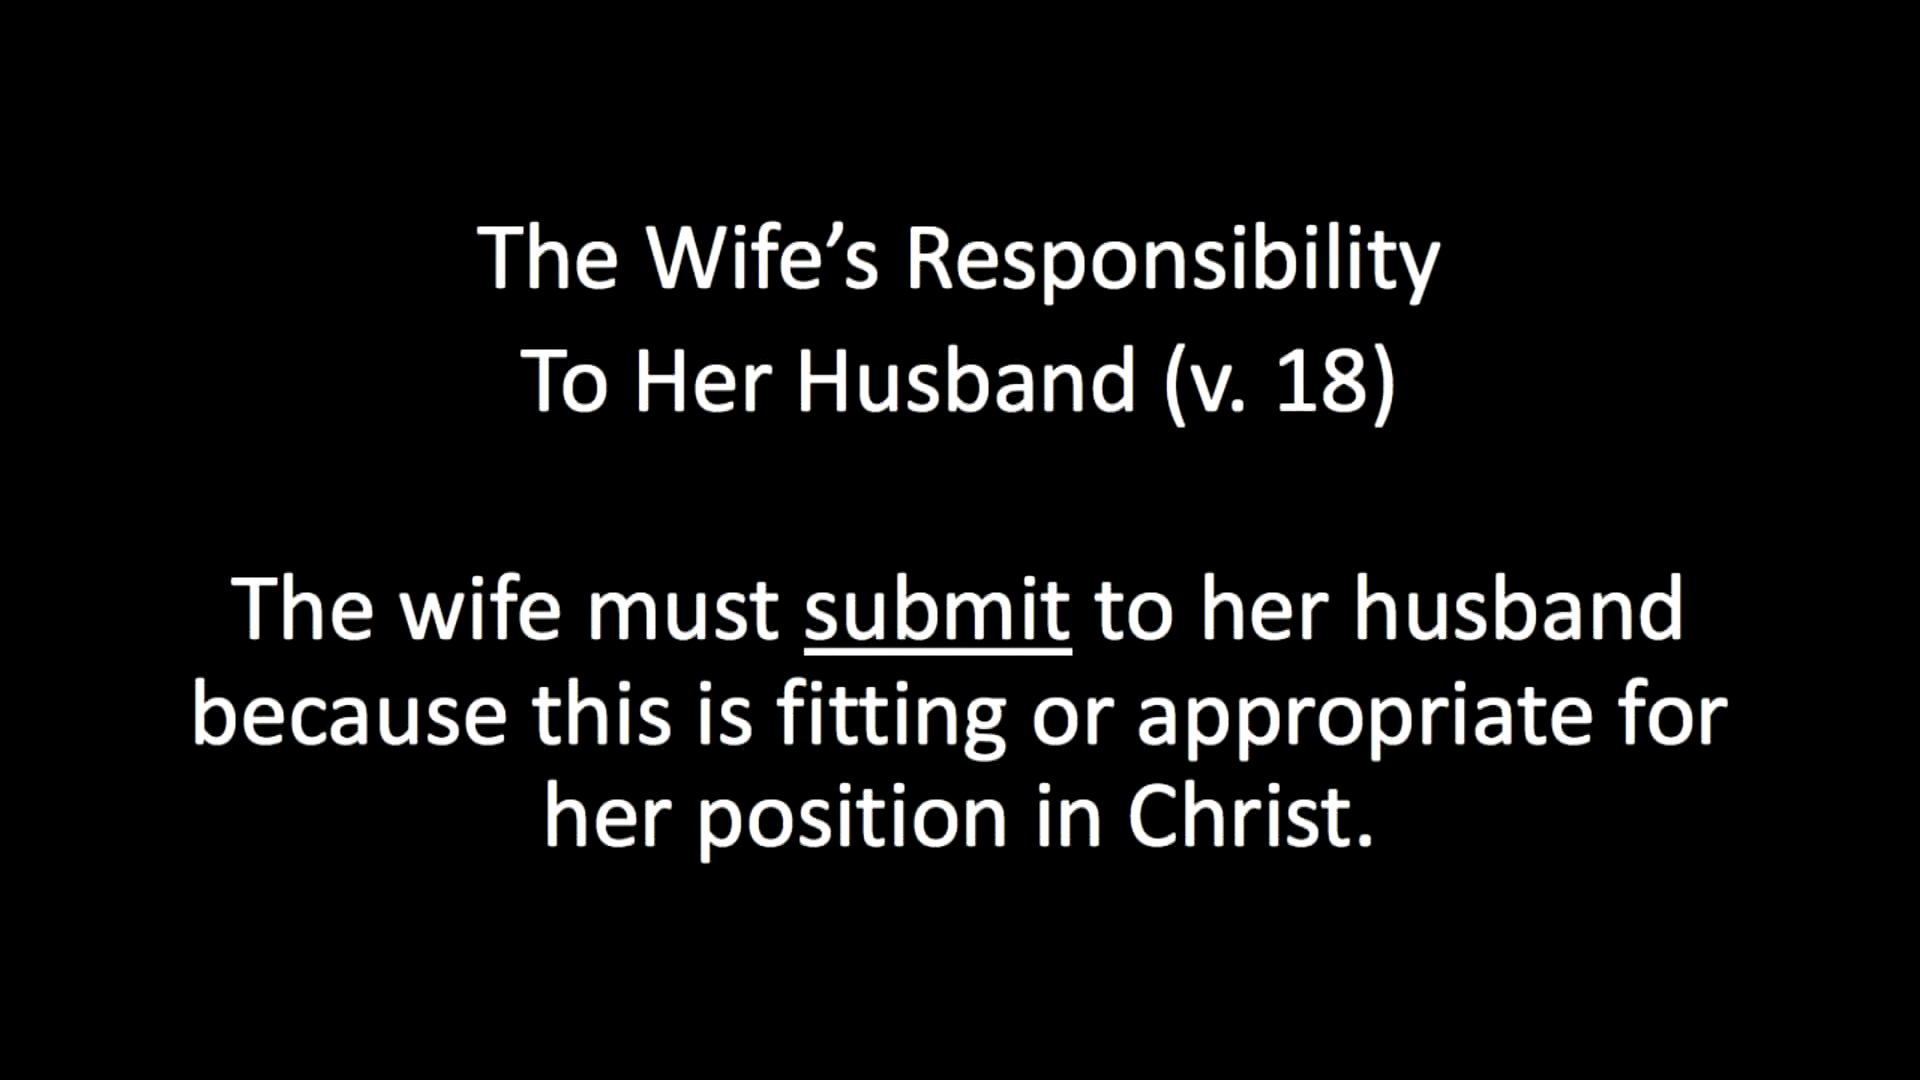 The Wife’s Responsibility
To Her Husband (v. 18)
The wife must submit to her husband
because this is fitting or appropriate for
her position in Christ.